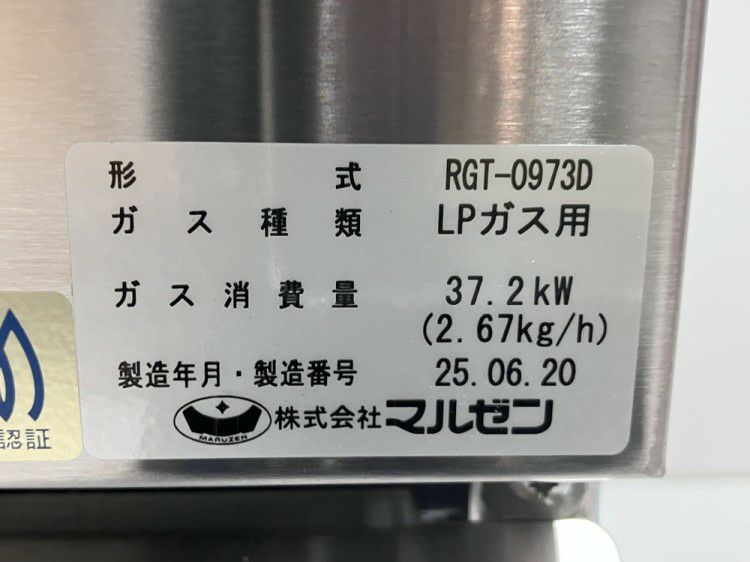 形式 RGT-0973D
ガス種類 LPガス用
ガス消費量 37.2kW
(2.67kg/h)
製造年月・製造番号 25.06.20
MARUZEN 株式会社マルゼン
認証